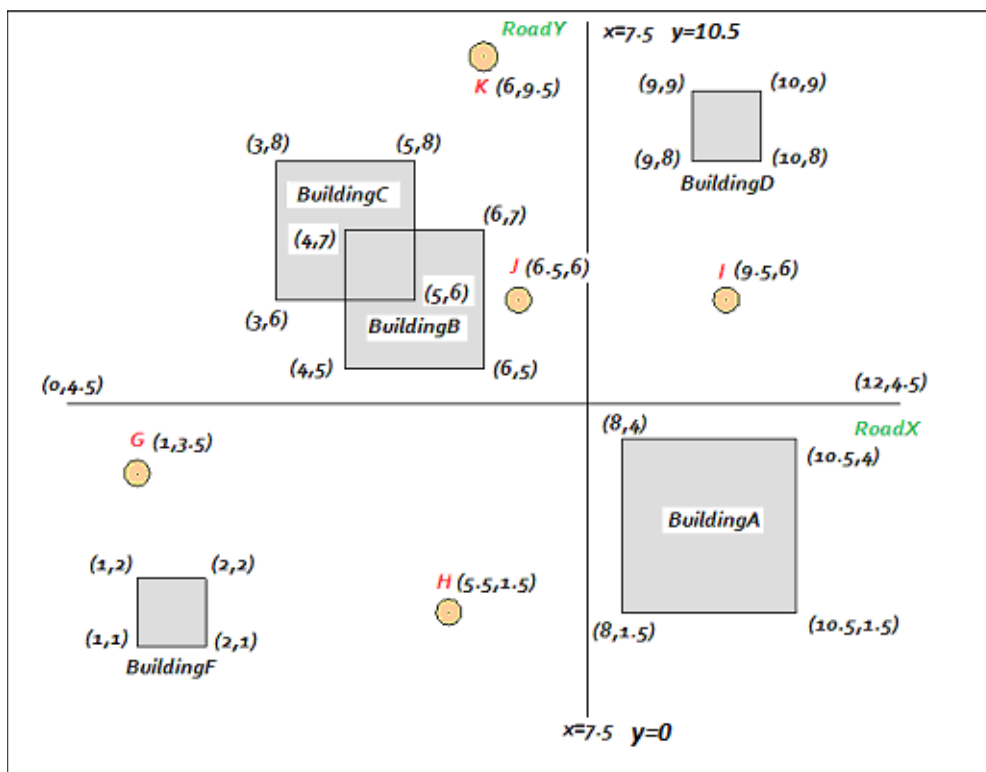 RoadY
x=7.5 y=10.5
K (6,9.5)
(9,9)
(10,9)
(3,8)
(5,8)
(9,8)
(10,8)
BuildingD
BuildingC
(6,7)
(4,7)
J (6.5,6)
I (9.5,6)
(5,6)
(3,6)
BuildingB
(4,5)
(6,5)
(0,4.5)
(12,4.5)
(8,4)
RoadX
G (1,3.5)
(10.5,4)
BuildingA
(1,2)
(2,2)
H (5.5,1.5)
(1,1)
(2,1)
(8,1.5)
(10.5,1.5)
BuildingF
x=7.5 y=0